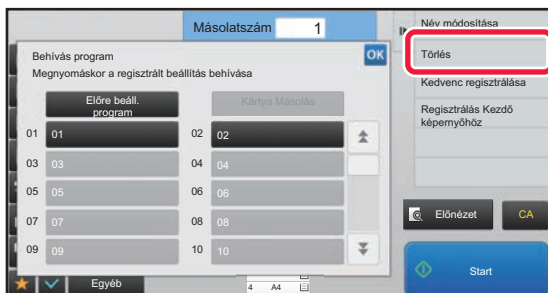 Másolatszám 1
Név módosítása
Behívás program
OK
Megnyomáskor a regisztrált beállítás behívása
Törlés
Kedvenc regisztrálása
Regisztrálás Kezdő
képernyőhöz
Előre beáll.
program
Kártya Másolás
01 01
02 02
03 03
04 04
05 05
06 06
07 07
08 08
09 09
10 10
Előnézet
CA
Egyéb
4 A4
Start